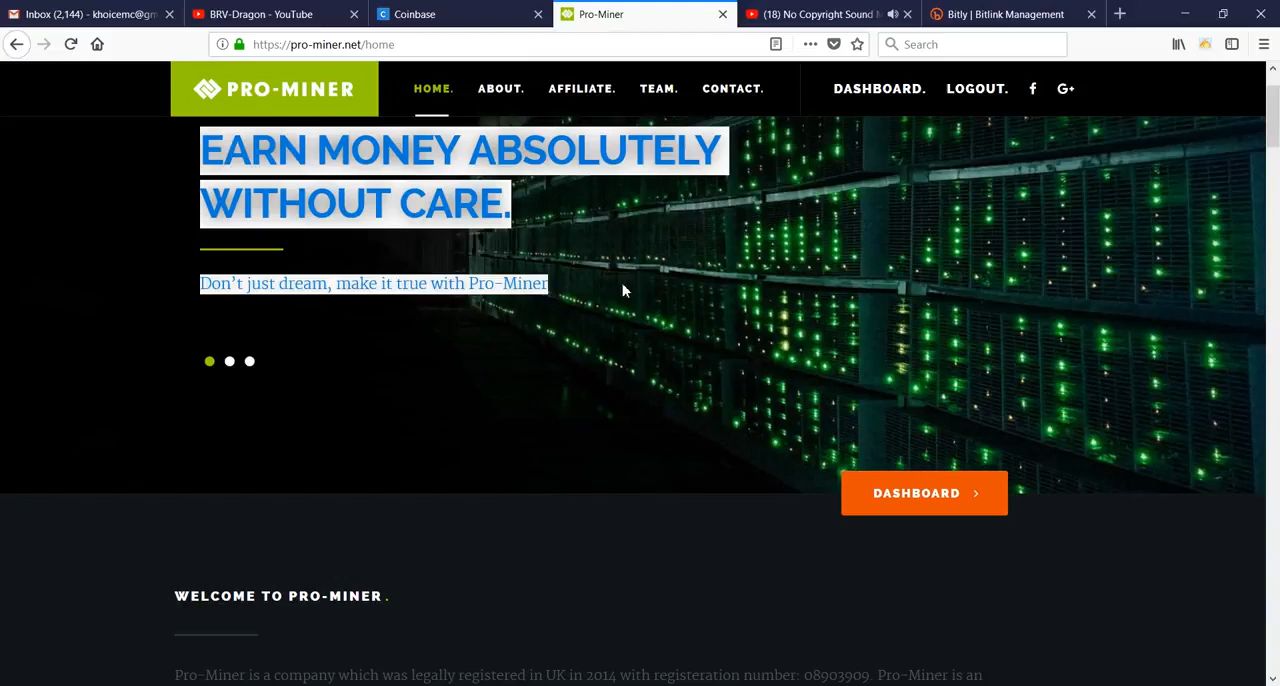 Inbox (2,144) - khoicemc@gm
BRV-Dragon - YouTube
Coinbase
Pro-Miner
(18) No Copyright Sound
Bitly | Bitlink Management
https://pro-miner.net/home
Search
PRO-MINER
HOME.
ABOUT.
AFFILIATE.
TEAM.
CONTACT.
DASHBOARD.
LOGOUT.
EARN MONEY ABSOLUTELY
WITHOUT CARE.
Don't just dream, make it true with Pro-Miner
DASHBOARD
WELCOME TO PRO-MINER.
Pro-Miner is a company which was legally registered in UK in 2014 with registeration number: 08903909. Pro-Miner is an